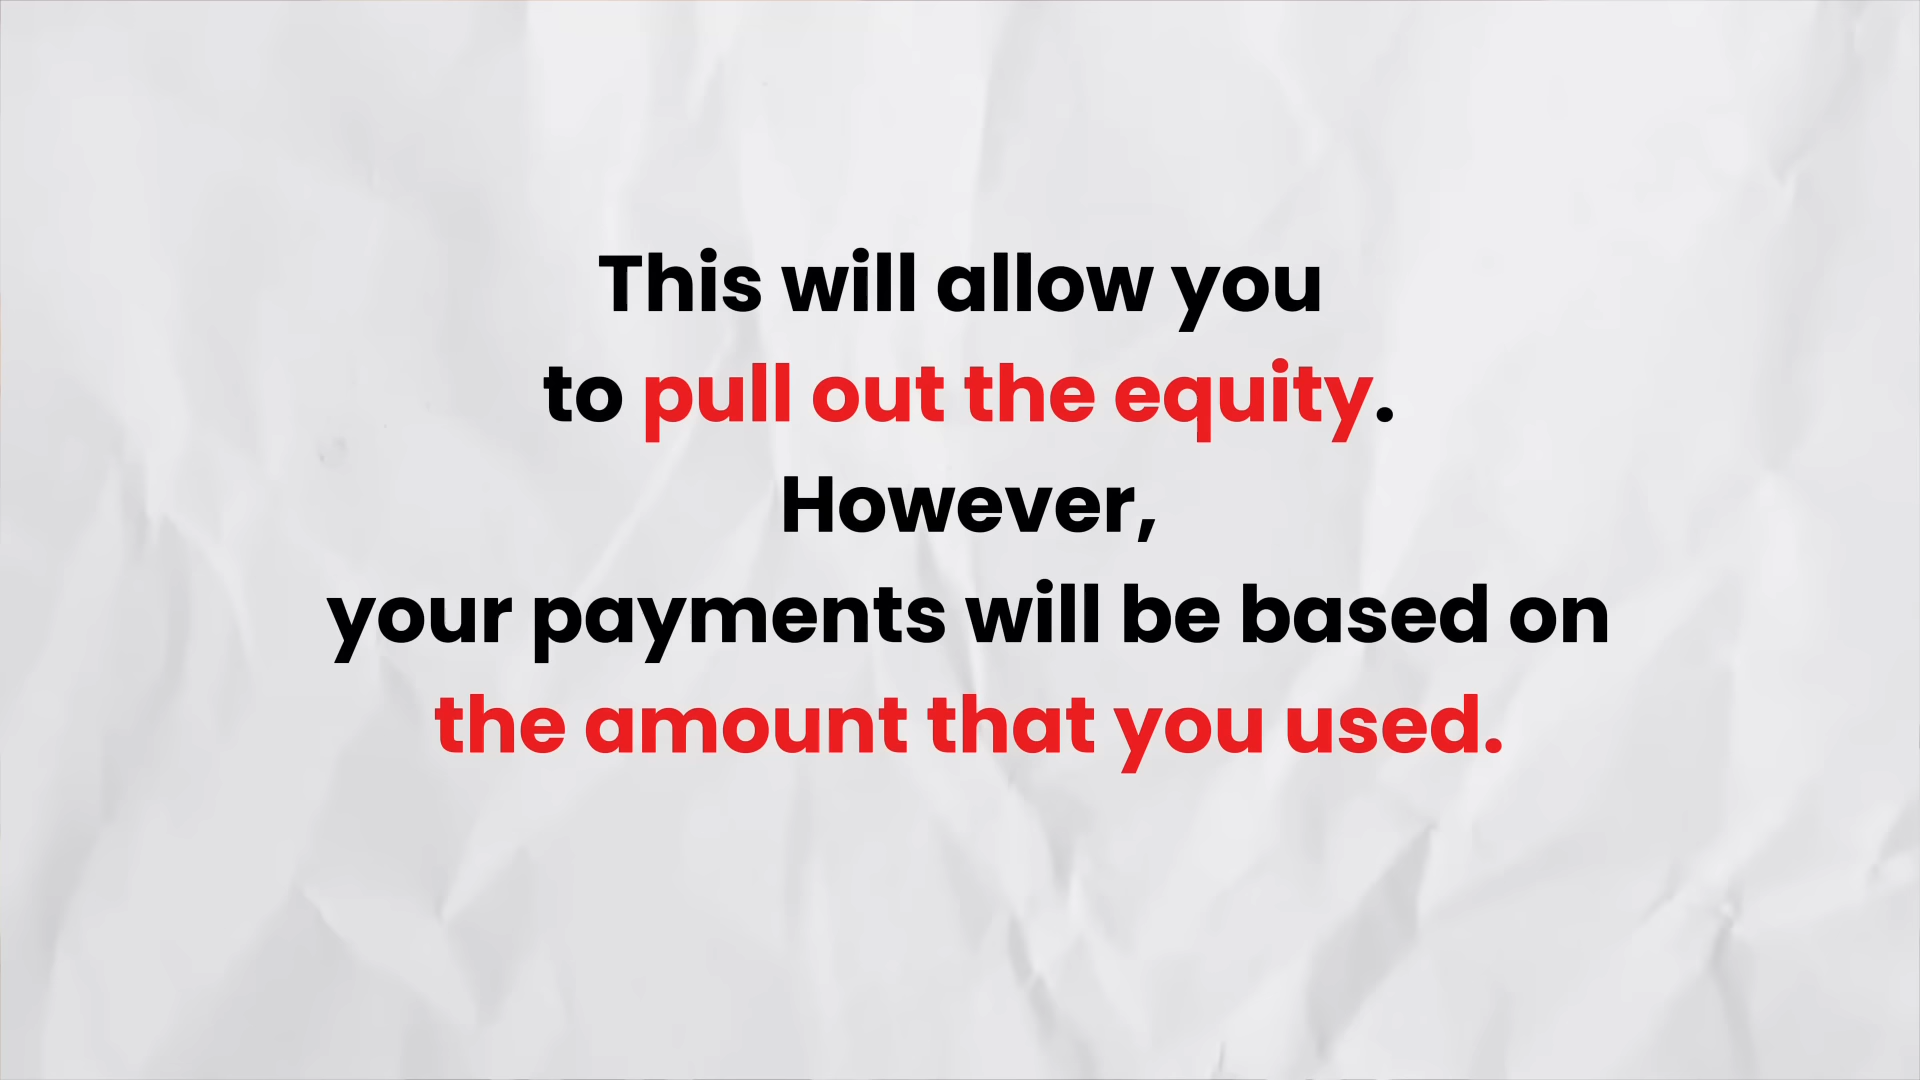 This will allow you
to pull out the equity.
However,
your payments will be based on
the amount that you used.